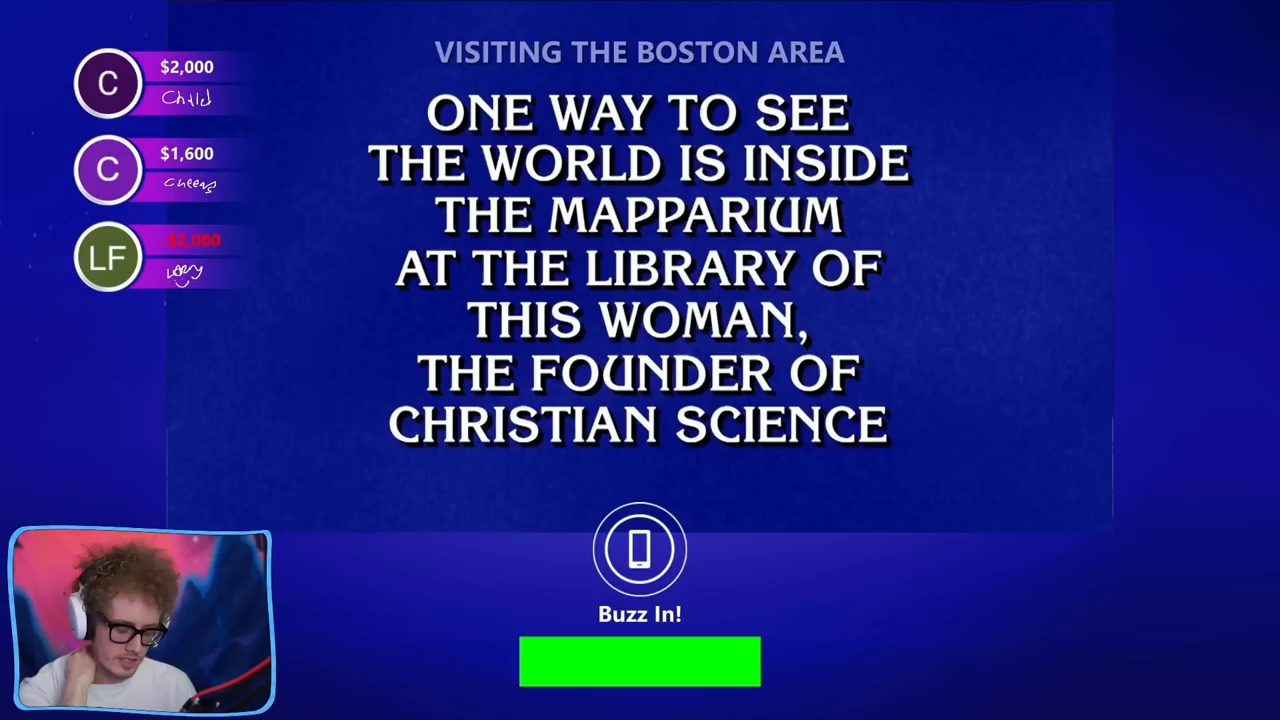 VISITING THE BOSTON AREA
ONE WAY TO SEE
THE WORLD IS INSIDE
THE MAPPARIUM
AT THE LIBRARY OF
THIS WOMAN,
THE FOUNDER OF
CHRISTIAN SCIENCE
C
$2,000
Child
C
$1,600
LF
-$2,000
Buzz In!